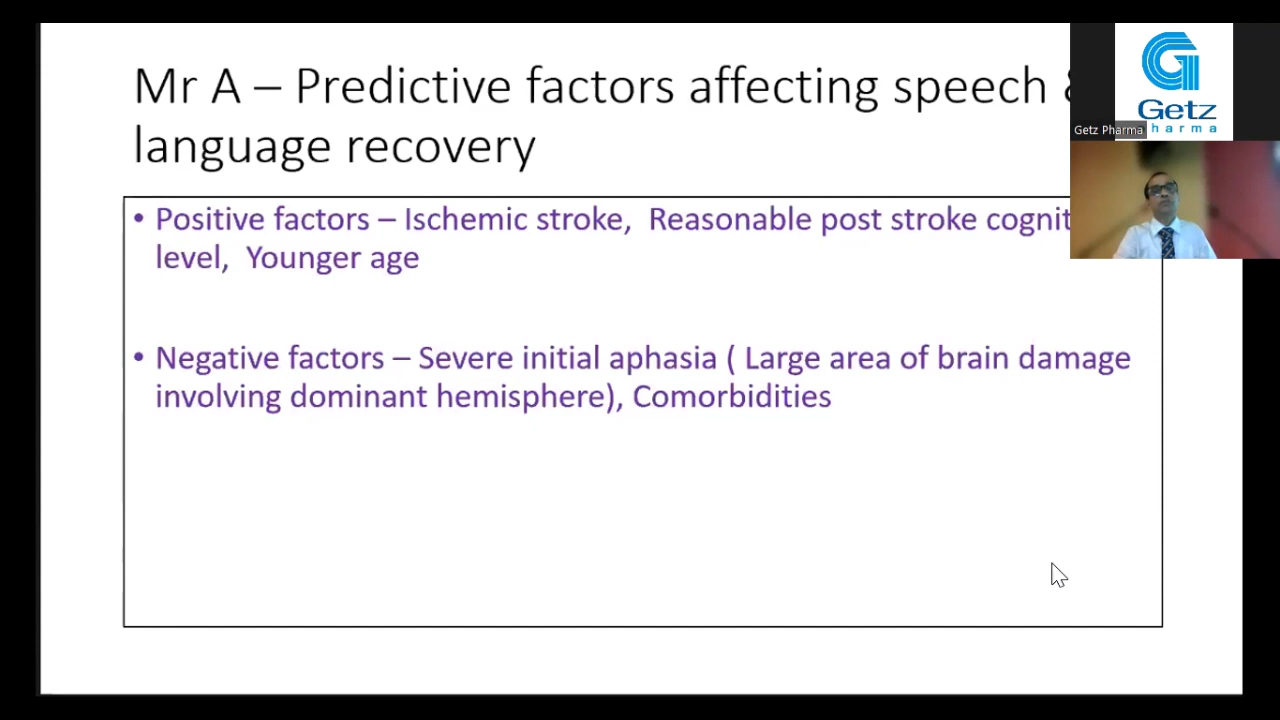 Mr A – Predictive factors affecting speech
language recovery
• Positive factors – Ischemic stroke, Reasonable post stroke
level, Younger age
• Negative factors – Severe initial aphasia ( Large area of brain damage
involving dominant hemisphere), Comorbidities
Getz
harma
Getz Pharma